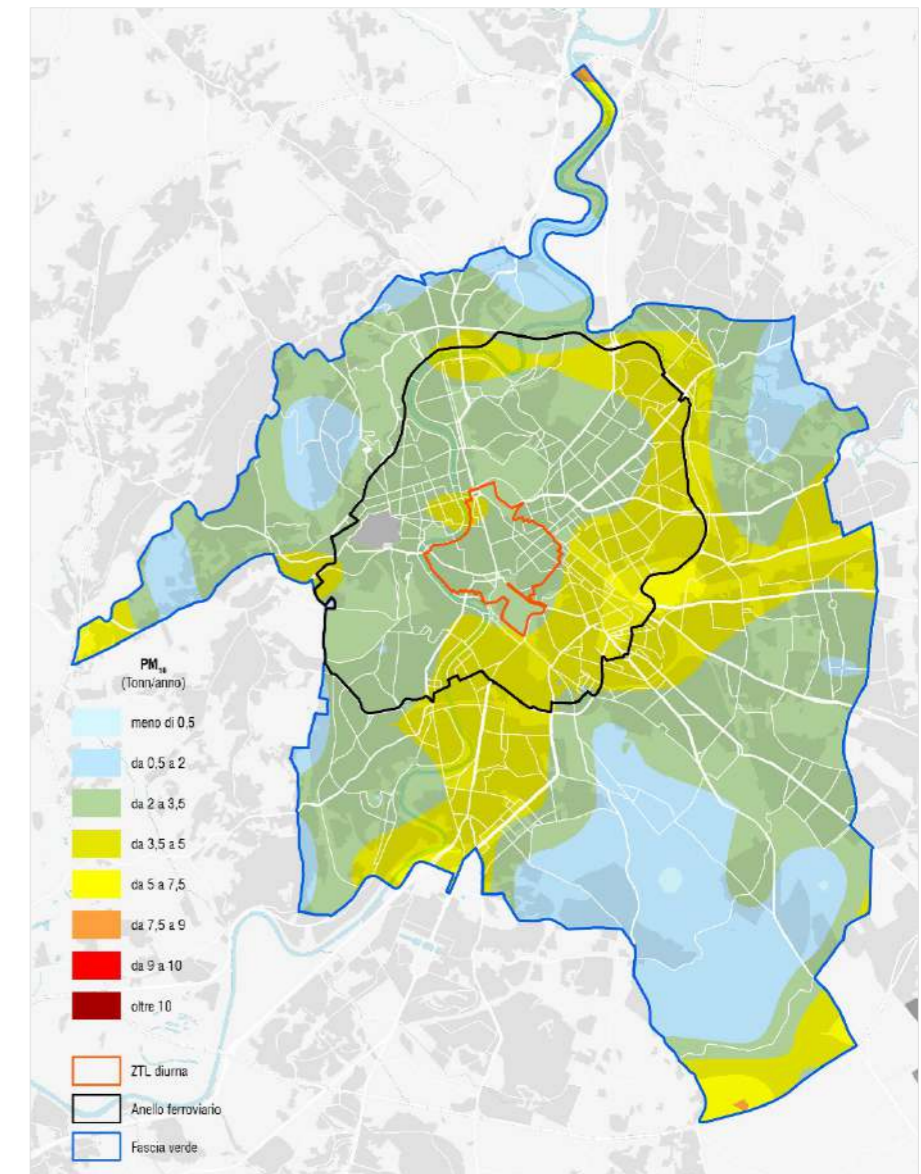 PM₁₀
(Tonn/anno)
meno di 0,5
da 0,5 a 2
da 2 a 3,5
da 3,5 a 5
da 5 a 7,5
da 7,5 a 9
da 9 a 10
oltre 10
ZTL diurna
Anello ferroviario
Fascia verde